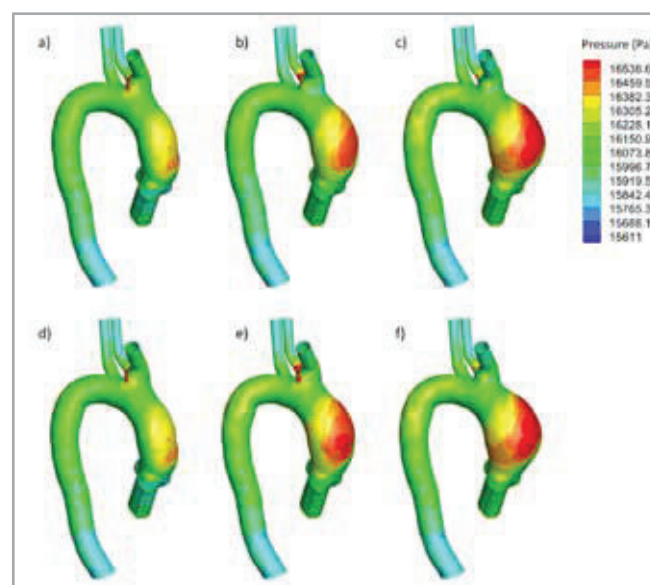 a)
b)
c)
Pressure [Pa
16536.6
16459.5
16382.3
16305.2
16228.1
16150.9
16073.8
15996.7
15919.5
15842.4
15765.3
15688.1
15611
d)
e)
f)